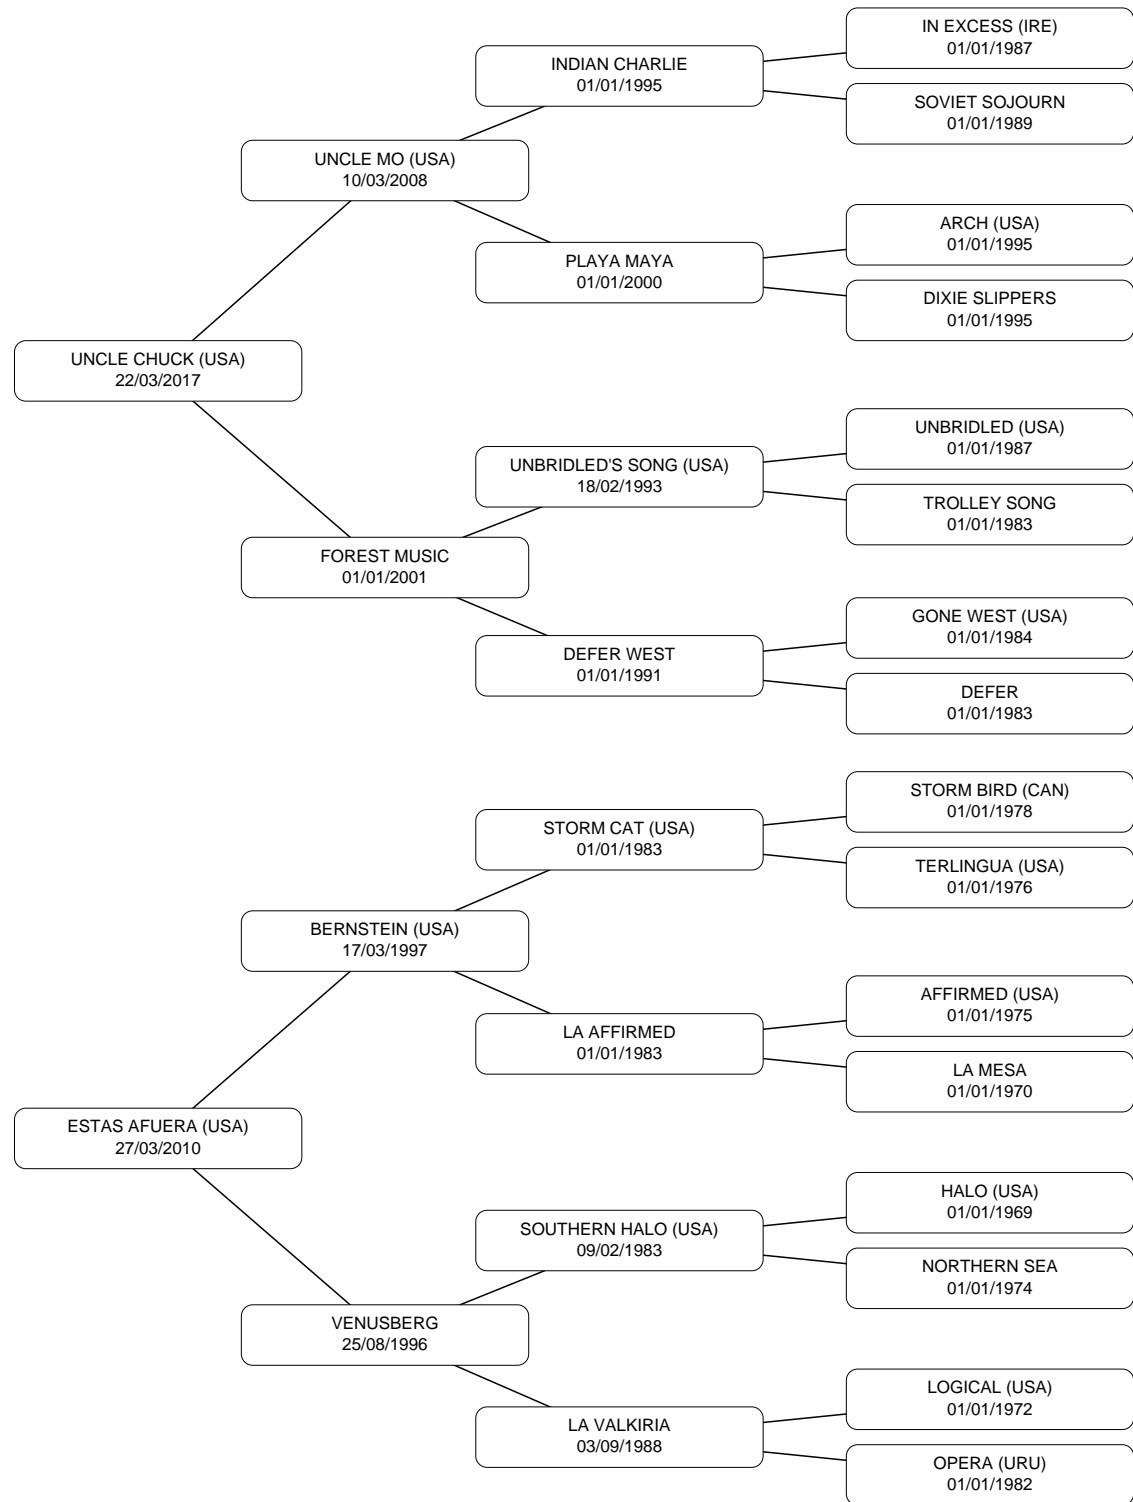 IN EXCESS (IRE)
01/01/1987
INDIAN CHARLIE
01/01/1995
SOVIET SOJOURN
01/01/1989
UNCLE MO (USA)
10/03/2008
ARCH (USA)
01/01/1995
PLAYA MAYA
01/01/2000
DIXIE SLIPPERS
01/01/1995
UNCLE CHUCK (USA)
22/03/2017
UNBRIDLED (USA)
01/01/1987
UNBRIDLED'S SONG (USA)
18/02/1993
TROLLEY SONG
01/01/1983
FOREST MUSIC
01/01/2001
GONE WEST (USA)
01/01/1984
DEFER WEST
01/01/1991
DEFER
01/01/1983
STORM BIRD (CAN)
01/01/1978
STORM CAT (USA)
01/01/1983
TERLINGUA (USA)
01/01/1976
BERNSTEIN (USA)
17/03/1997
AFFIRMED (USA)
01/01/1975
LA AFFIRMED
01/01/1983
LA MESA
01/01/1970
ESTAS AFUERA (USA)
27/03/2010
HALO (USA)
01/01/1969
SOUTHERN HALO (USA)
09/02/1983
NORTHERN SEA
01/01/1974
VENUSBERG
25/08/1996
LOGICAL (USA)
01/01/1972
LA VALKIRIA
03/09/1988
OPERA (URU)
01/01/1982